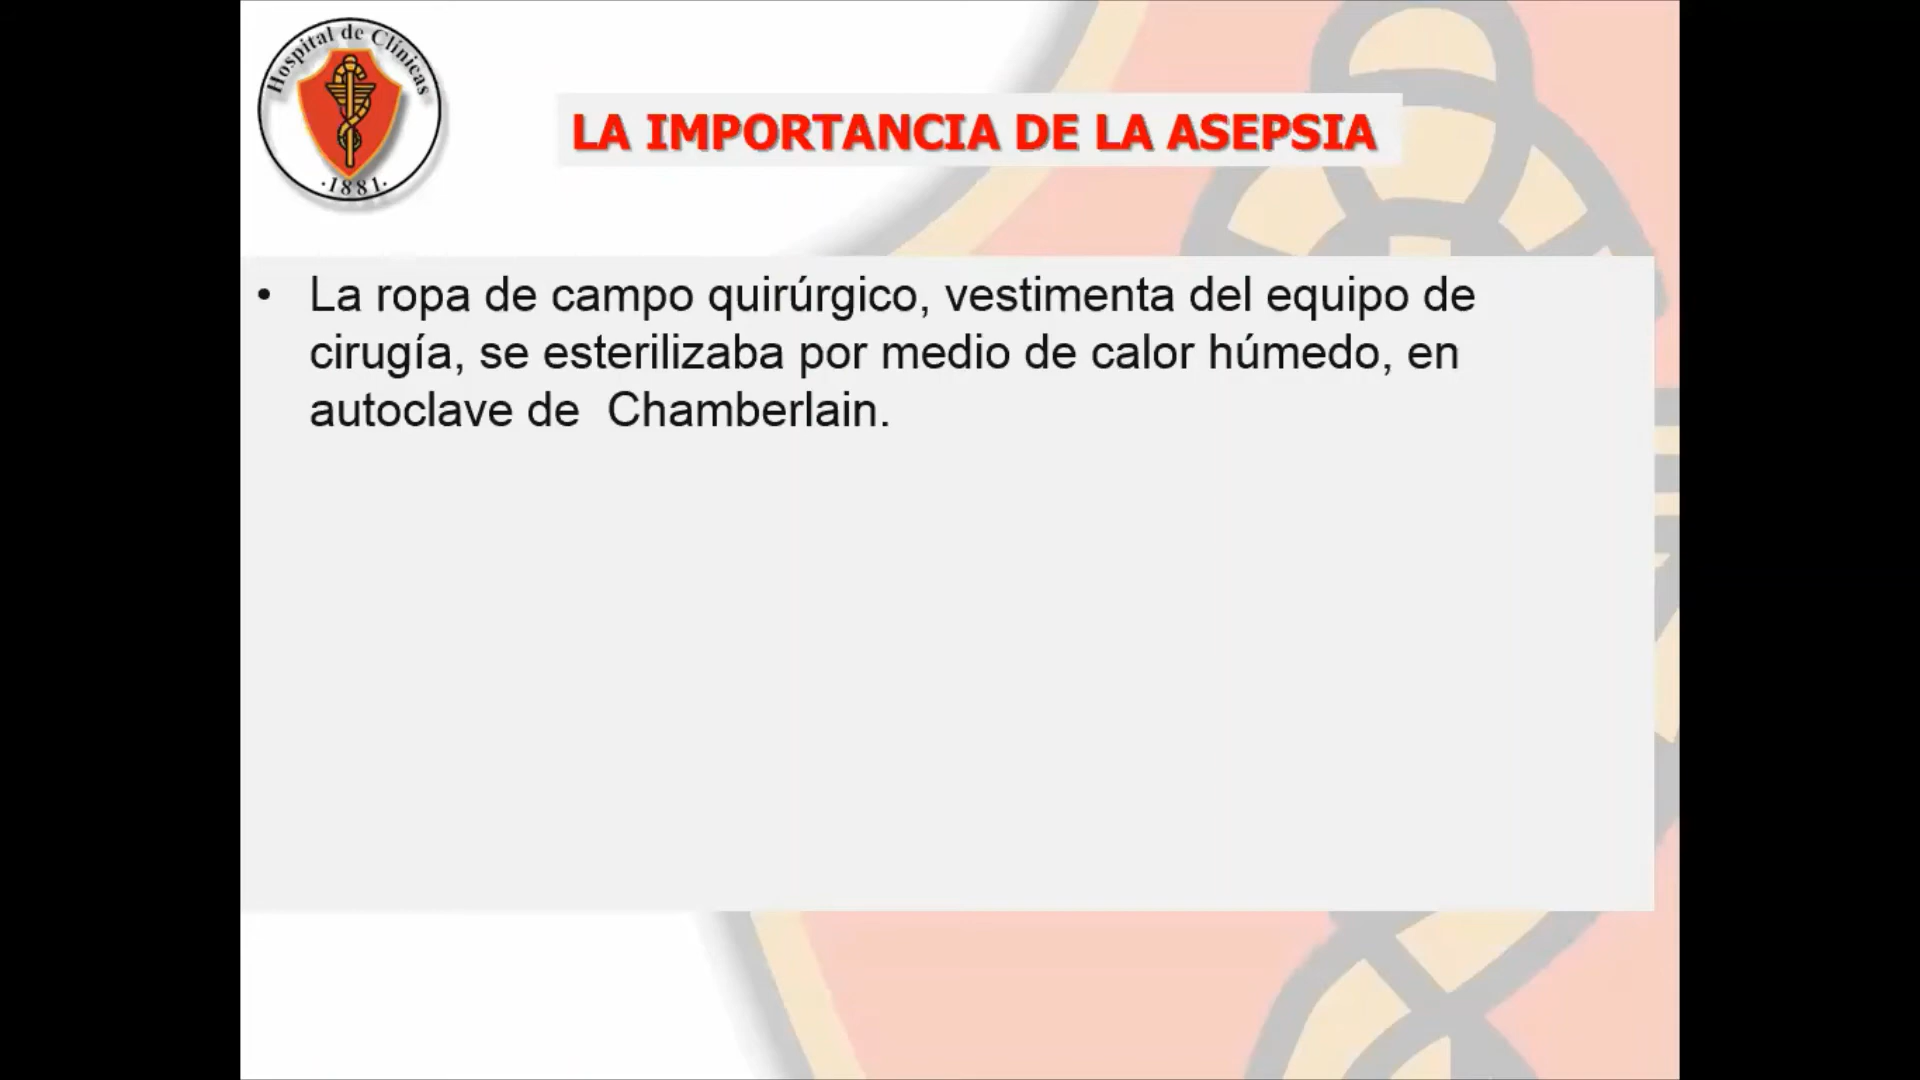 Hospital de Clínicas
·1881·
LA IMPORTANCIA DE LA ASEPSIA
• La ropa de campo quirúrgico, vestimenta del equipo de
cirugía, se esterilizaba por medio de calor húmedo, en
autoclave de  Chamberlain.